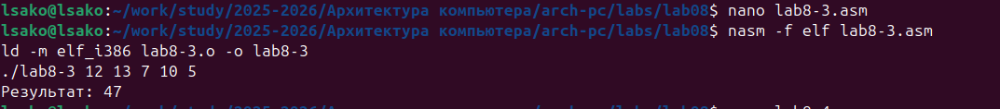 lsako@lsako:~/work/study/2025-2026/Архитектура компьютера/arch-pc/labs/lab08$ nano lab8-3.asm
lsako@lsako:~/work/study/2025-2026/Архитектура компьютера/arch-pc/labs/lab08$ nasm -f elf lab8-3.asm
ld -m elf_i386 lab8-3.o -o lab8-3
./lab8-3 12 13 7 10 5
Результат: 47